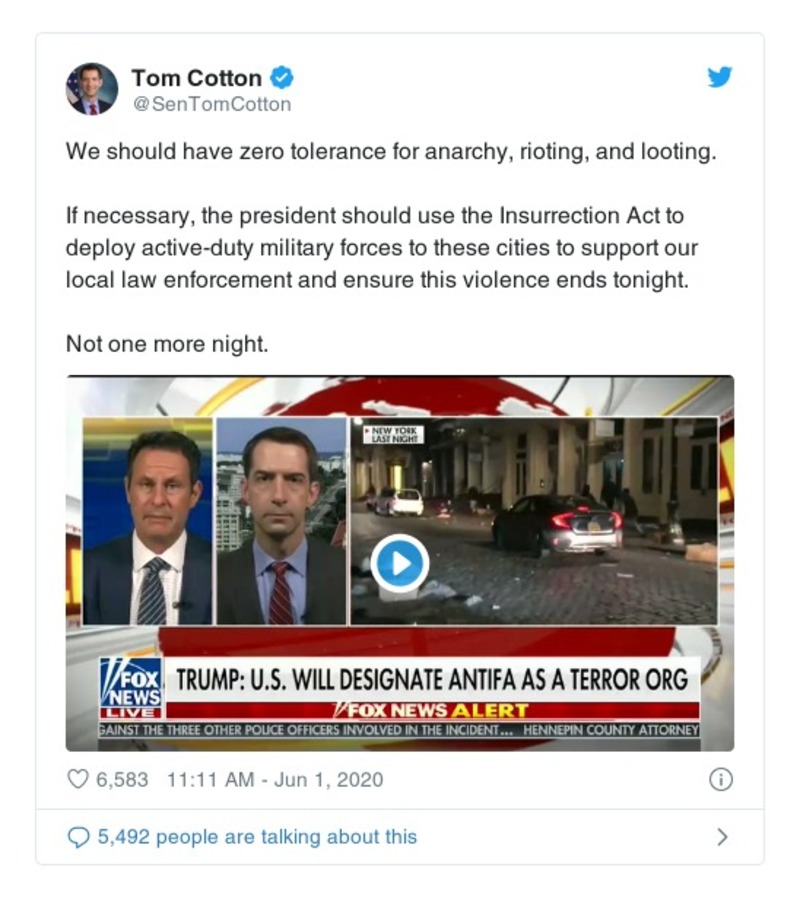 Tom Cotton
@SenTomCotton
We should have zero tolerance for anarchy, rioting, and looting.
If necessary, the president should use the Insurrection Act to
deploy active-duty military forces to these cities to support our
local law enforcement and ensure this violence ends tonight.
Not one more night.
NEW YORK
LAST NIGHT
FOX
NEWS
LIVE
TRUMP: U.S. WILL DESIGNATE ANTIFA AS A TERROR ORG
FOX NEWS ALERT
GAINST THE THREE OTHER POLICE OFFICERS INVOLVED IN THE INCIDENT... HENNEPIN COUNTY ATTORNEY
6,583 11:11 AM - Jun 1, 2020
5,492 people are talking about this